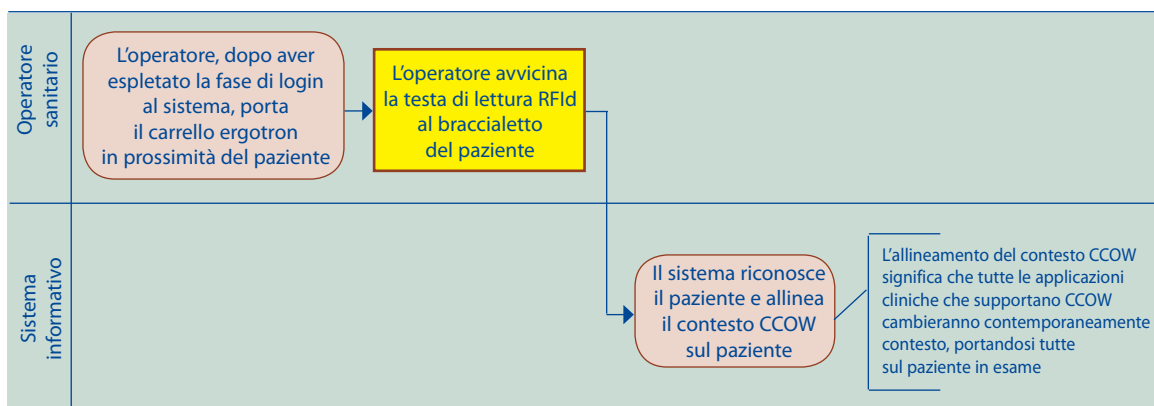 Operatore
sanitario
L'operatore, dopo aver
espletato la fase di login
al sistema, porta
il carrello ergotron
in prossimità del paziente
L'operatore avvicina
la testa di lettura RFId
al braccialetto
del paziente
Sistema
informativo
Il sistema riconosce
il paziente e allinea
il contesto CCOW
sul paziente
L'allineamento del contesto CCOW
significa che tutte le applicazioni
cliniche che supportano CCOW
cambieranno contemporaneamente
contesto, portandosi tutte
sul paziente in esame